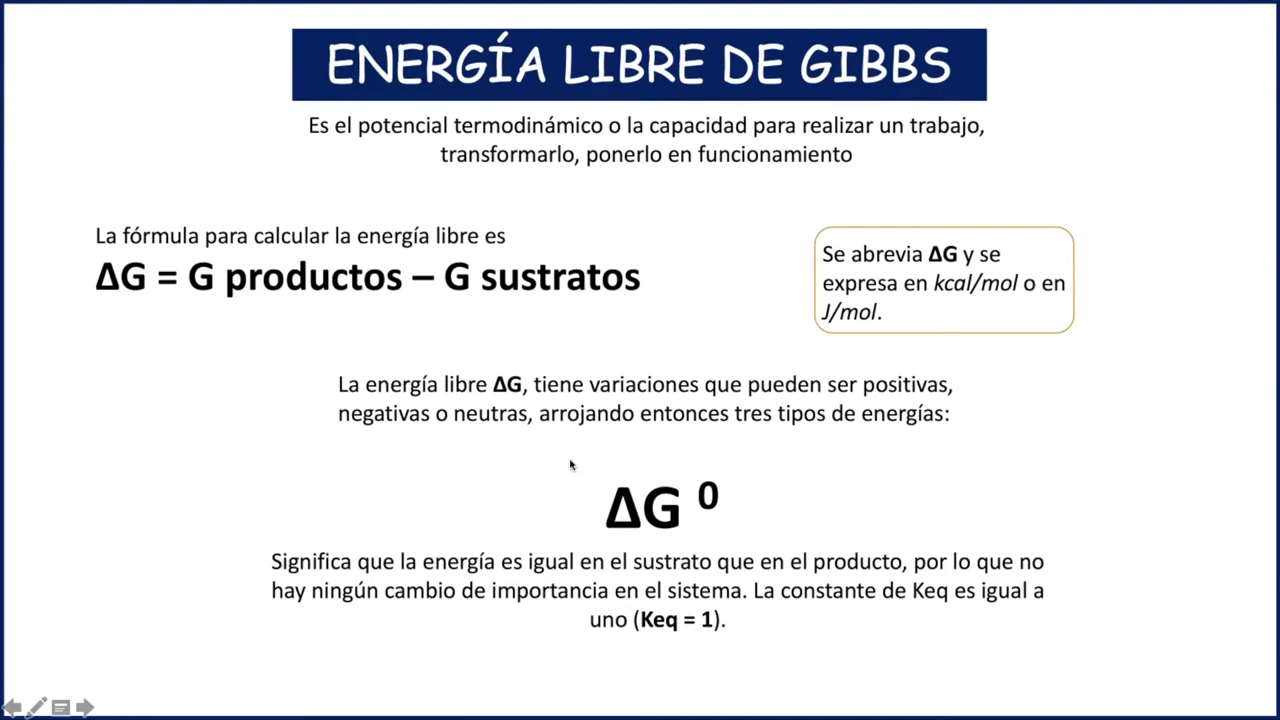 ENERGÍA LIBRE DE GIBBS
Es el potencial termodinámico o la capacidad para realizar un trabajo,
transformarlo, ponerlo en funcionamiento
La fórmula para calcular la energía libre es
ΔG = G productos – G sustratos
Se abrevia ΔG y se
expresa en kcal/mol o en
J/mol.
La energía libre ΔG, tiene variaciones que pueden ser positivas,
negativas o neutras, arrojando entonces tres tipos de energías:
ΔG ⁰
Significa que la energía es igual en el sustrato que en el producto, por lo que no
hay ningún cambio de importancia en el sistema. La constante de Keq es igual a
uno (Keq = 1).